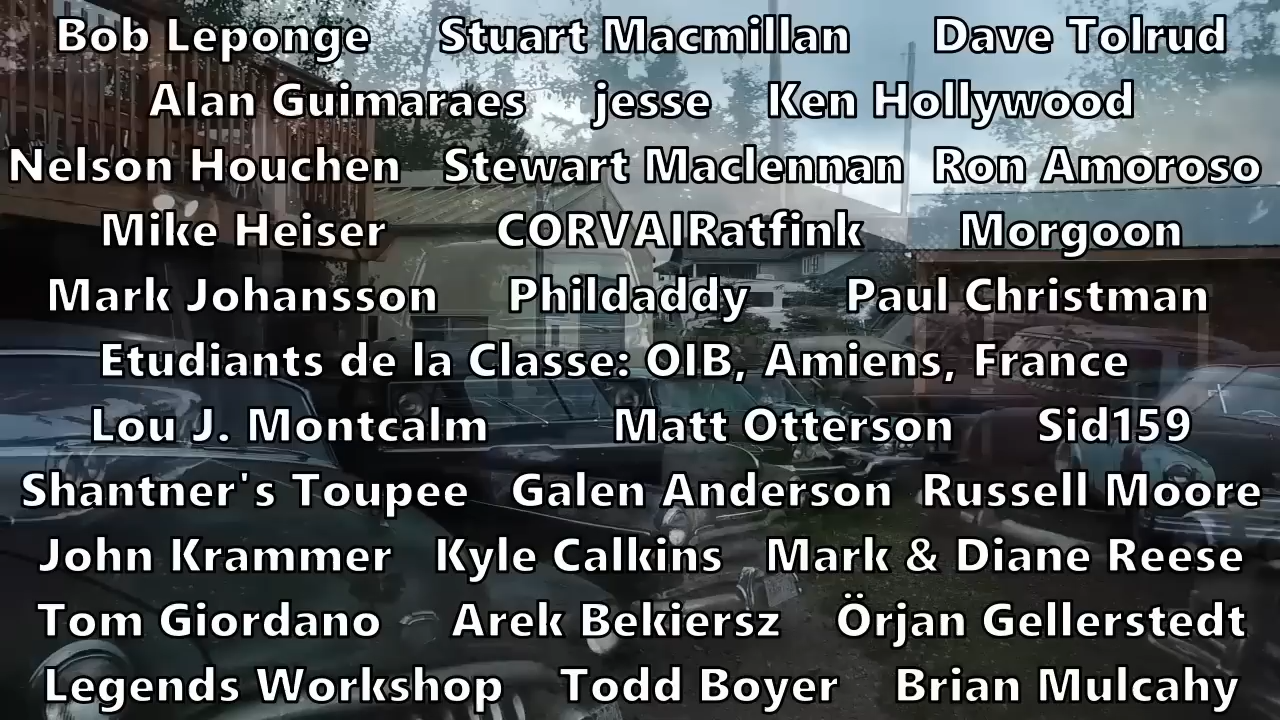 Bob Leponge Stuart Macmillan Dave Tolrud
Alan Guimaraes jesse Ken Hollywood
Nelson Houchen Stewart Maclennan Ron Amoroso
Mike Heiser CORVAIRatfink Morgoon
Mark Johansson Phildaddy Paul Christman
Etudiants de la Classe: OIB, Amiens, France
Lou J. Montcalm Matt Otterson Sid159
Shantner's Toupee Galen Anderson Russell Moore
John Krammer Kyle Calkins Mark & Diane Reese
Tom Giordano Arek Bekiersz Örjan Gellerstedt
Legends Workshop Todd Boyer Brian Mulcahy